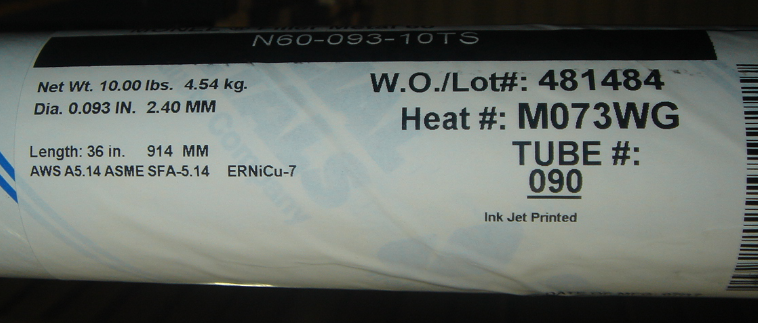 N60-093-10TS
Net Wt. 10.00 lbs. 4.54 kg.
Dia. 0.093 IN. 2.40 MM
Length: 36 in. 914 MM
AWS A5.14 ASME SFA-5.14 ERNiCu-7
W.O./Lot#: 481484
Heat #: M073WG
TUBE #:
090
Ink Jet Printed
Company